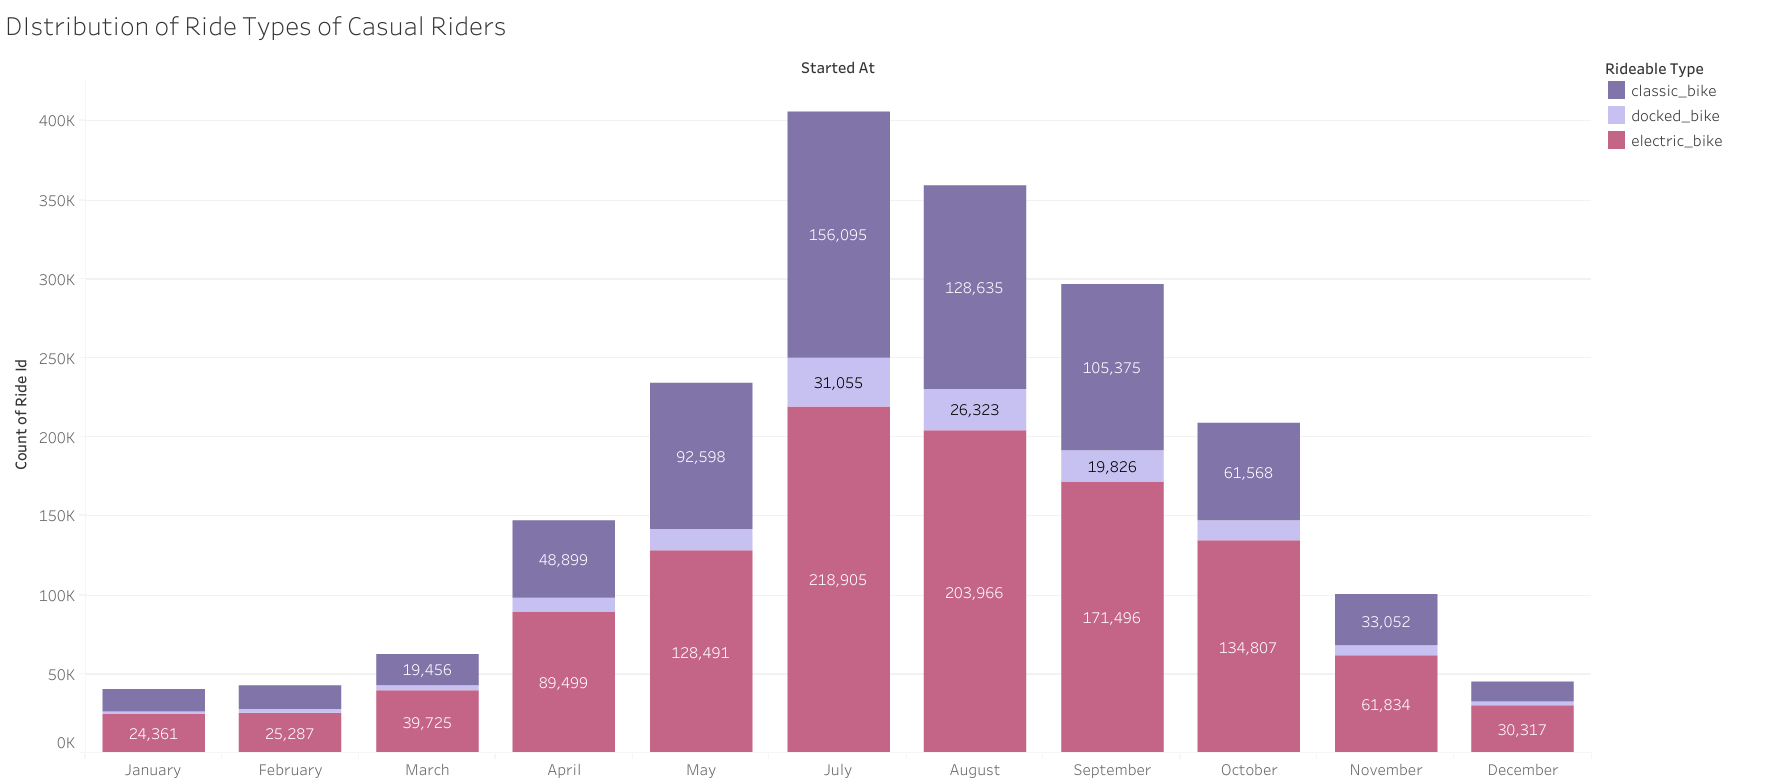 DIstribution of Ride Types of Casual Riders
Started At
Rideable Type
classic_bike
docked_bike
electric_bike
Count of Ride Id
400K
350K
300K
250K
200K
150K
100K
50K
0K
24,361
25,287
19,456
39,725
48,899
89,499
92,598
128,491
156,095
31,055
218,905
128,635
26,323
203,966
105,375
19,826
171,496
61,568
134,807
33,052
61,834
30,317
January February March April May July August September October November December